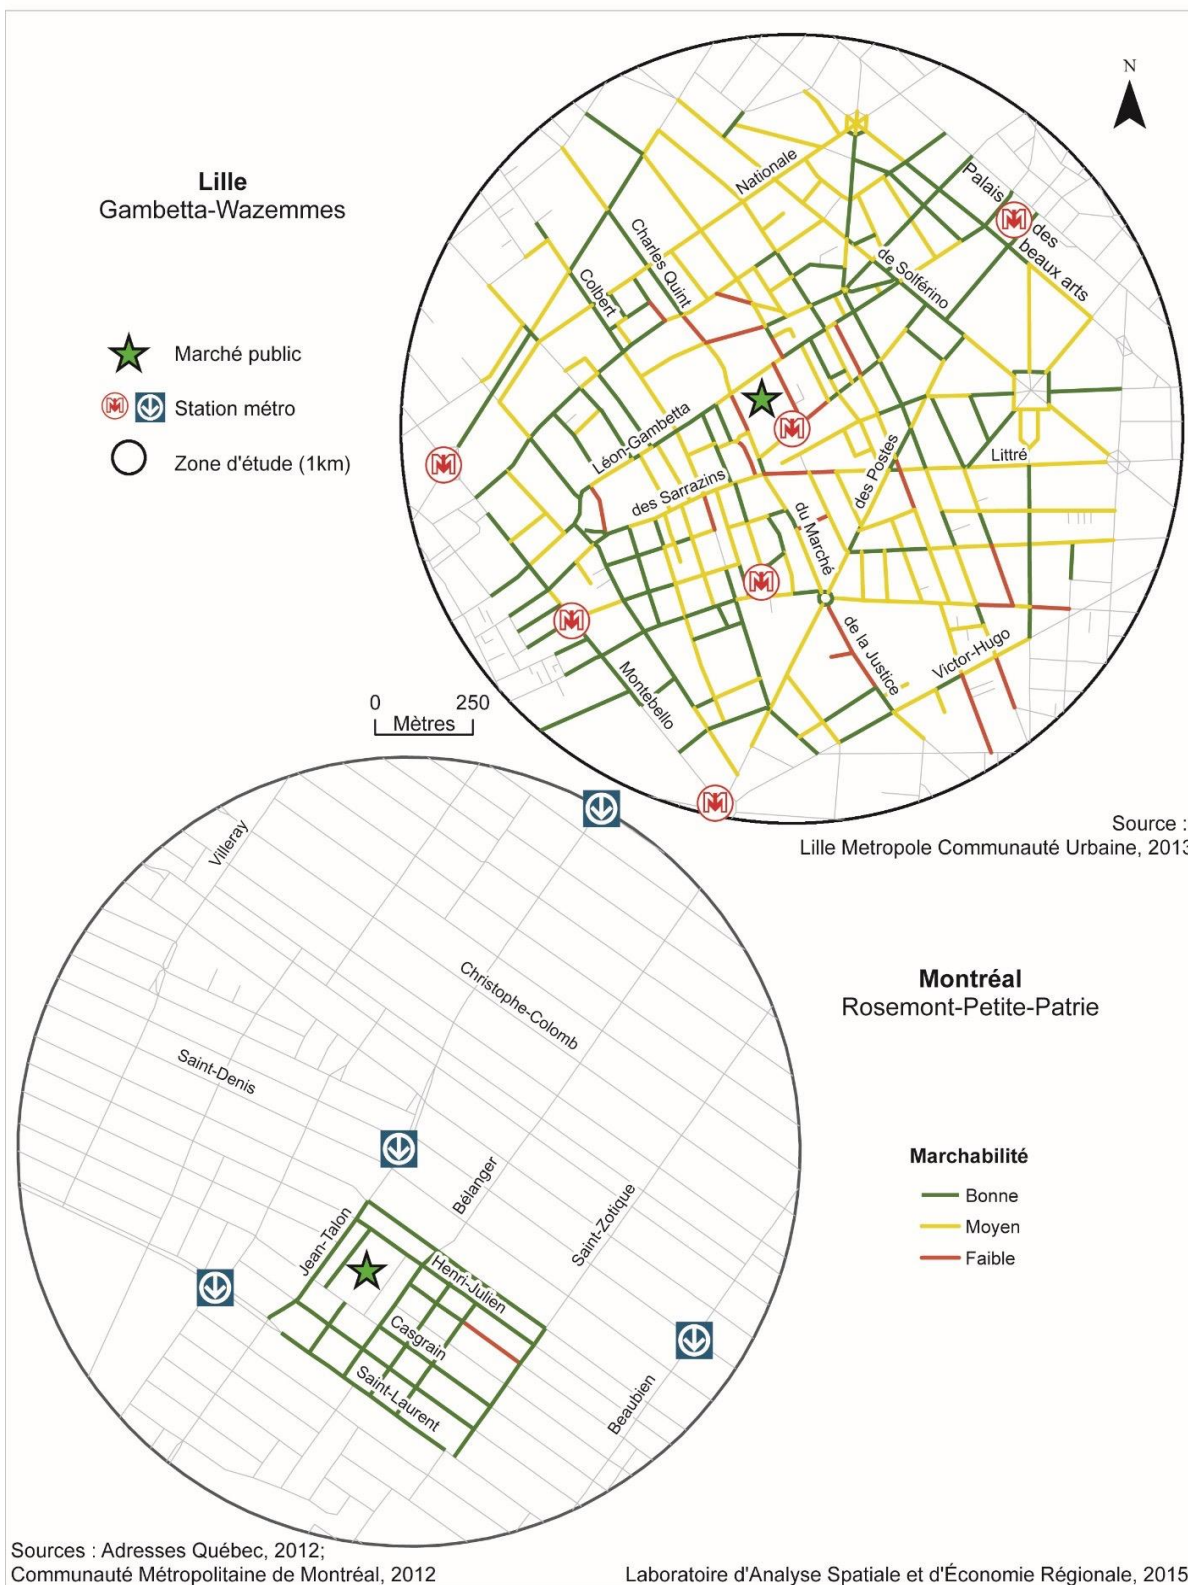 N
Lille
Gambetta-Wazemmes
Marché public
Station métro
Zone d'étude (1km)
Nationale
Palais
des
beaux arts
Charles Quint
Colbert
de Solférino
Léon-Gambetta
des Sarrazins
des Postes
Littré
du Marché
de la Justice
Victor-Hugo
Montebello
0 250
Mètres
Source :
Lille Metropole Communauté Urbaine, 2013
Villeray
Christophe-Colomb
Saint-Denis
Bélanger
Saint-Zotique
Jean-Talon
Henri-Julien
Casgrain
Saint-Laurent
Beaubien
Montréal
Rosemont-Petite-Patrie
Marchabilité
Bonne
Moyen
Faible
Sources : Adresses Québec, 2012;
Communauté Métropolitaine de Montréal, 2012
Laboratoire d'Analyse Spatiale et d'Économie Régionale, 2015